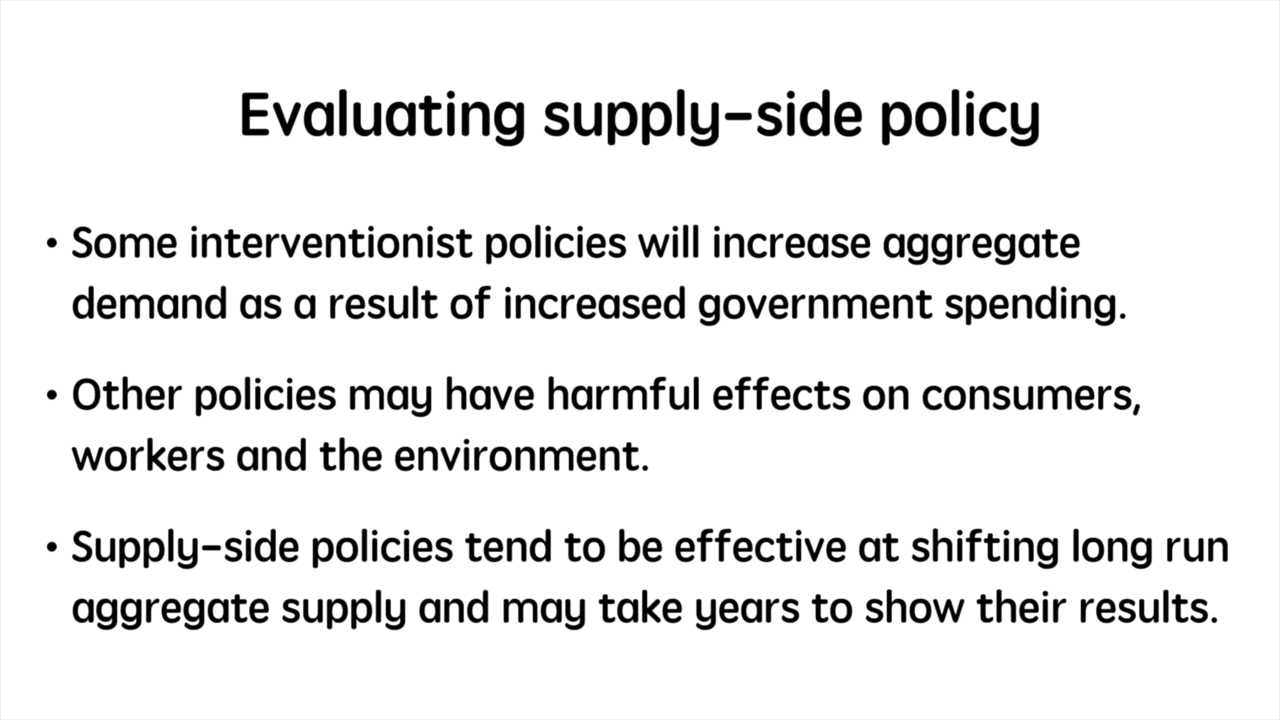 Evaluating supply-side policy
• Some interventionist policies will increase aggregate
demand as a result of increased government spending.
• Other policies may have harmful effects on consumers,
workers and the environment.
• Supply-side policies tend to be effective at shifting long run
aggregate supply and may take years to show their results.